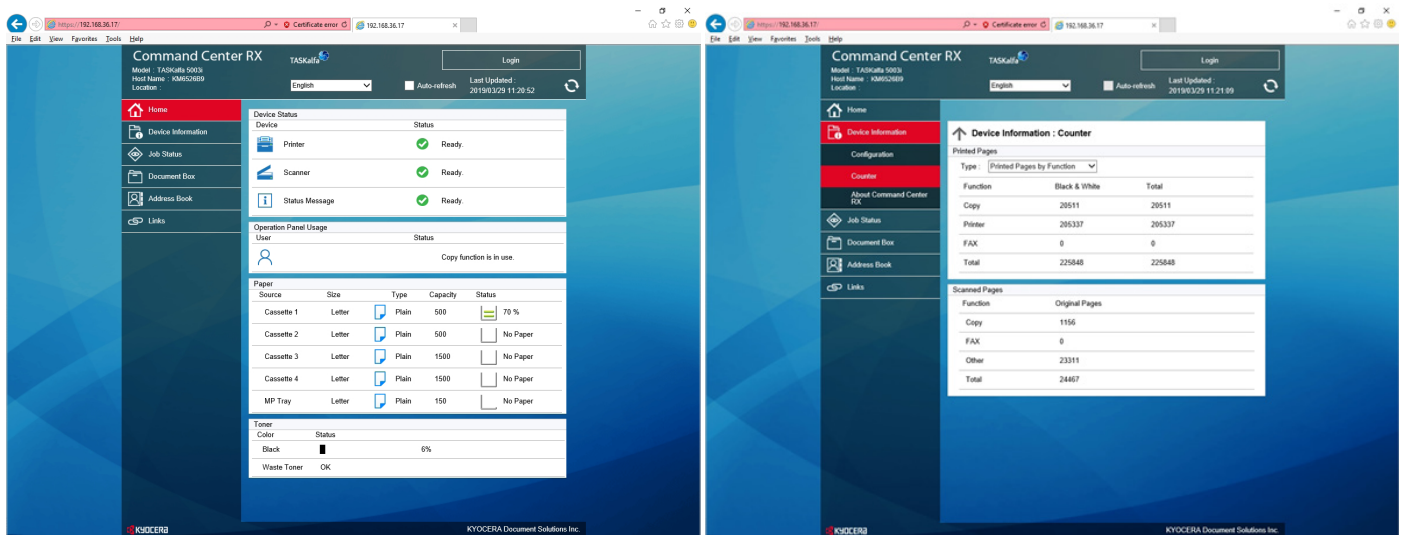 https://192.168.36.17/ Certificate error 192.168.36.17
File Edit View Favorites Tools Help
Command Center RX
Model : TASKalfa 5003i
Host Name : KM6526B9
Location :
TASKalfa
Login
English
Auto-refresh
Last Updated :
2019/03/29 11:20:52
Home
Device Information
Job Status
Document Box
Address Book
Links
Device Status
Device Status
Printer Ready.
Scanner Ready.
Status Message Ready.
Operation Panel Usage
User Status
Copy function is in use.
Paper
Source Size Type Capacity Status
Cassette 1 Letter Plain 500 70 %
Cassette 2 Letter Plain 500 No Paper
Cassette 3 Letter Plain 1500 No Paper
Cassette 4 Letter Plain 1500 No Paper
MP Tray Letter Plain 150 No Paper
Toner
Color Status
Black 6%
Waste Toner OK
KYOCERA
KYOCERA Document Solutions Inc.
https://192.168.36.17/ Certificate error 192.168.36.17
File Edit View Favorites Tools Help
Command Center RX
Model : TASKalfa 5003i
Host Name : KM6526B9
Location :
TASKalfa
Login
English
Auto-refresh
Last Updated :
2019/03/29 11:21:09
Home
Device Information
Configuration
Counter
About Command Center
RX
Job Status
Document Box
Address Book
Links
Device Information : Counter
Printed Pages
Type : Printed Pages by Function
Function Black & White Total
Copy 20511 20511
Printer 205337 205337
FAX 0 0
Total 225848 225848
Scanned Pages
Function Original Pages
Copy 1156
FAX 0
Other 23311
Total 24467
KYOCERA
KYOCERA Document Solutions Inc.